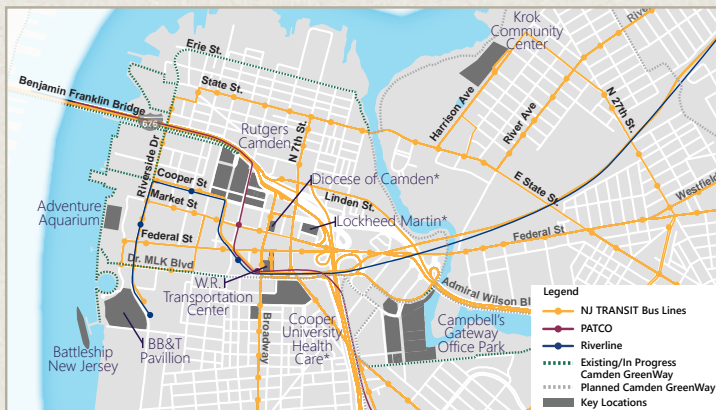 Krok
Community
Center
Rive
Erie St.
State St.
Benjamin Franklin Bridge
676
Riverside Dr
Rutgers
Camden
N 7th St.
Harrison Ave
River Ave
N 27th St.
Diocese of Camden*
Cooper St
Market St
Linden St.
E State St.
Westfield
Adventure
Aquarium
Lockheed Martin*
Federal St
Federal St
Dr. MLK Blvd
W.R.
Transportation
Center
Admiral Wilson Bl
Broadway
Cooper
University
Health
Care*
Campbell's
Gateway
Office Park
BB&T
Pavilion
Battleship
New Jersey
Legend
NJ TRANSIT Bus Lines
PATCO
Riverline
Existing/In Progress
Camden GreenWay
Planned Camden GreenWay
Key Locations